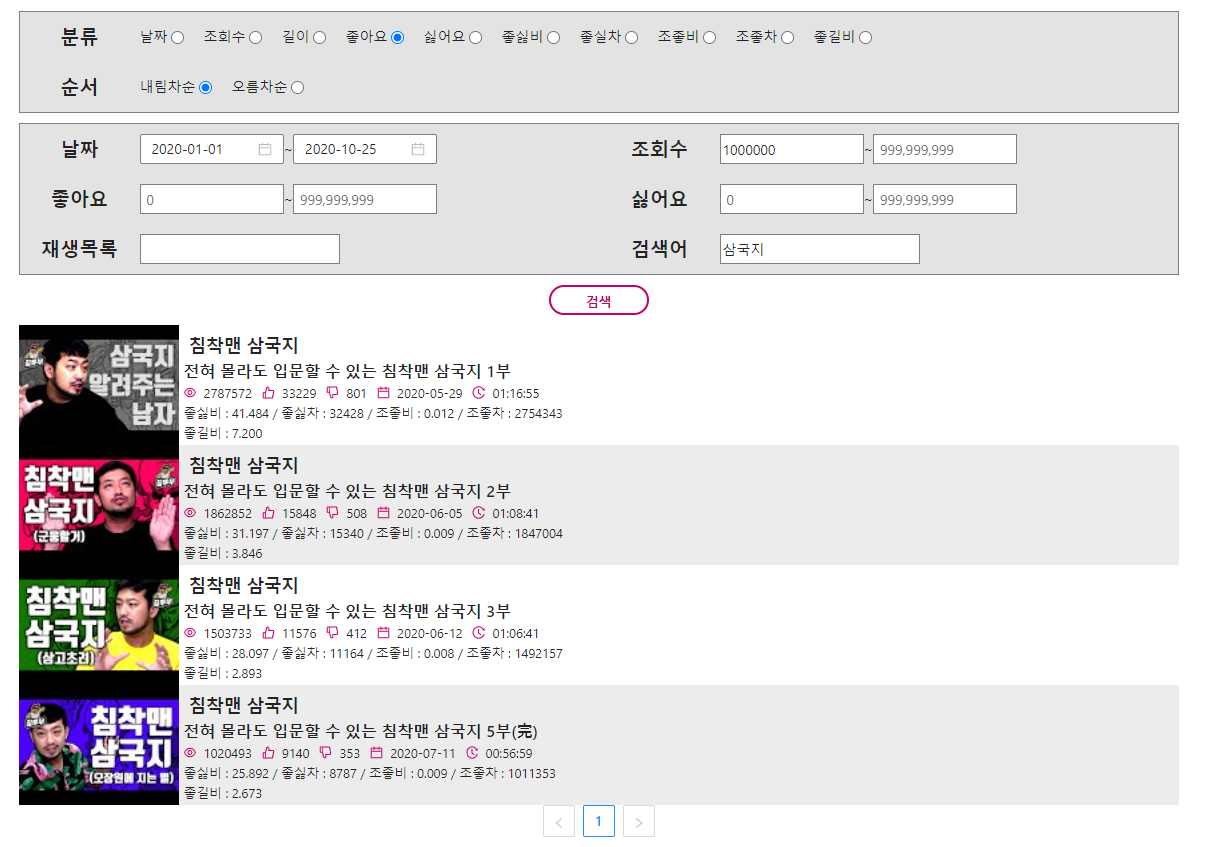 분류 날짜 조회수 길이 좋아요 싫어요 좋싫비 좋실차 조좋비 조좋차 좋길비
순서 내림차순 오름차순
날짜 2020-01-01 ~ 2020-10-25 조회수 1000000 ~ 999,999,999
좋아요 0 ~ 999,999,999 싫어요 0 ~ 999,999,999
재생목록 검색어 삼국지
검색
삼국지
알려주는
남자
침착맨 삼국지
전혀 몰라도 입문할 수 있는 침착맨 삼국지 1부
2787572 33229 801 2020-05-29 01:16:55
좋싫비 : 41.484 / 좋싫차 : 32428 / 조좋비 : 0.012 / 조좋차 : 2754343
좋길비 : 7.200
침착맨
삼국지
(군웅할거)
침착맨 삼국지
전혀 몰라도 입문할 수 있는 침착맨 삼국지 2부
1862852 15848 508 2020-06-05 01:08:41
좋싫비 : 31.197 / 좋싫차 : 15340 / 조좋비 : 0.009 / 조좋차 : 1847004
좋길비 : 3.846
침착맨
삼국지
(삼고초려)
침착맨 삼국지
전혀 몰라도 입문할 수 있는 침착맨 삼국지 3부
1503733 11576 412 2020-06-12 01:06:41
좋싫비 : 28.097 / 좋싫차 : 11164 / 조좋비 : 0.008 / 조좋차 : 1492157
좋길비 : 2.893
침착맨
삼국지
(오장원에 지는 별)
침착맨 삼국지
전혀 몰라도 입문할 수 있는 침착맨 삼국지 5부(完)
1020493 9140 353 2020-07-11 00:56:59
좋싫비 : 25.892 / 좋싫차 : 8787 / 조좋비 : 0.009 / 조좋차 : 1011353
좋길비 : 2.673
< 1 >